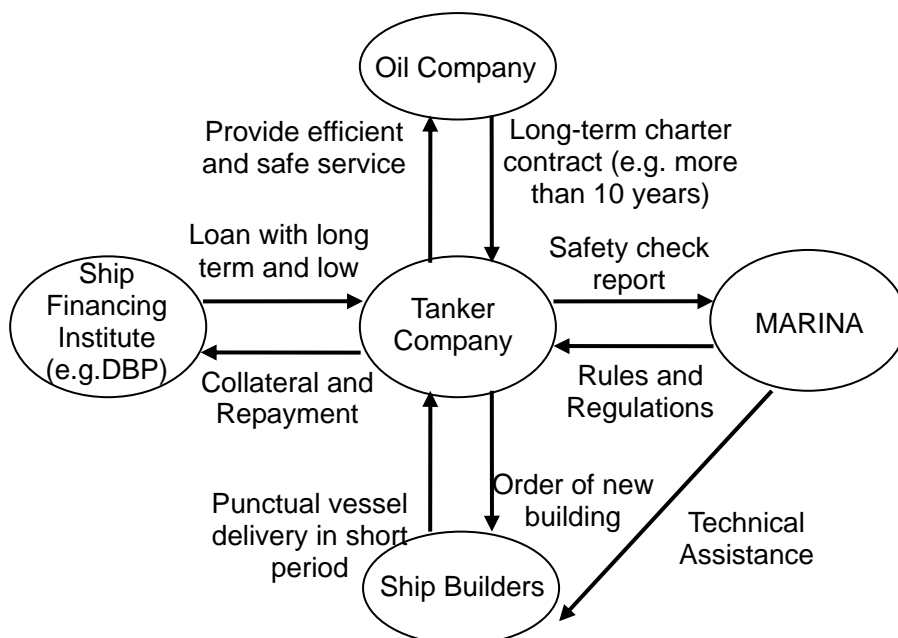 Oil Company
Provide efficient
and safe service
Long-term charter
contract (e.g. more
than 10 years)
Loan with long
term and low
Safety check
report
Ship
Financing
Institute
(e.g.DBP)
Tanker
Company
MARINA
Collateral and
Repayment
Rules and
Regulations
Punctual vessel
delivery in short
period
Order of new
building
Technical
Assistance
Ship Builders